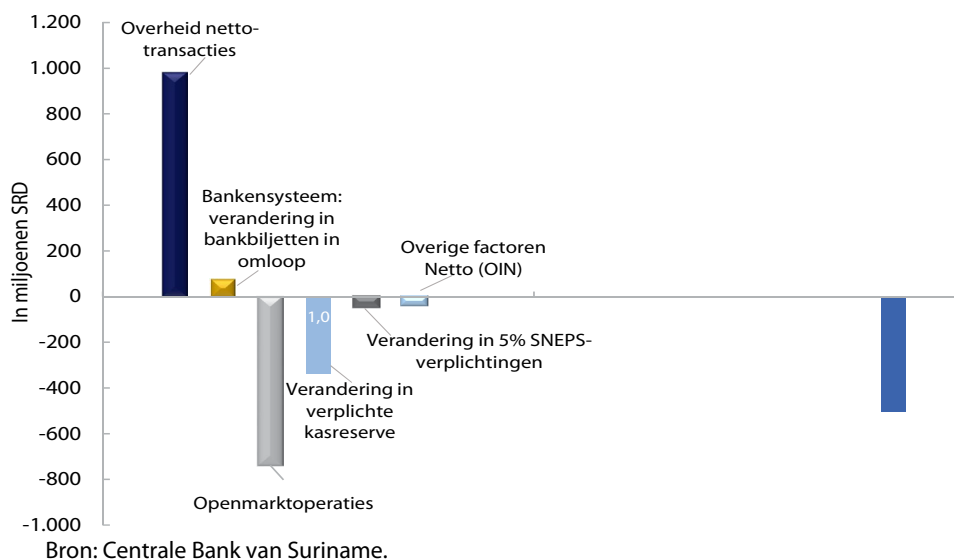 1.200
1.000
800
600
400
200
0
-200
-400
-600
-800
-1.000
In miljoenen SRD
Overheid netto-
transacties
Bankensysteem:
verandering in
bankbiljetten in
omloop
Overige factoren
Netto (OIN)
1,0
Verandering in 5% SNEPS-
verplichtingen
Verandering in
verplichte
kasreserve
Openmarktoperaties
Bron: Centrale Bank van Suriname.